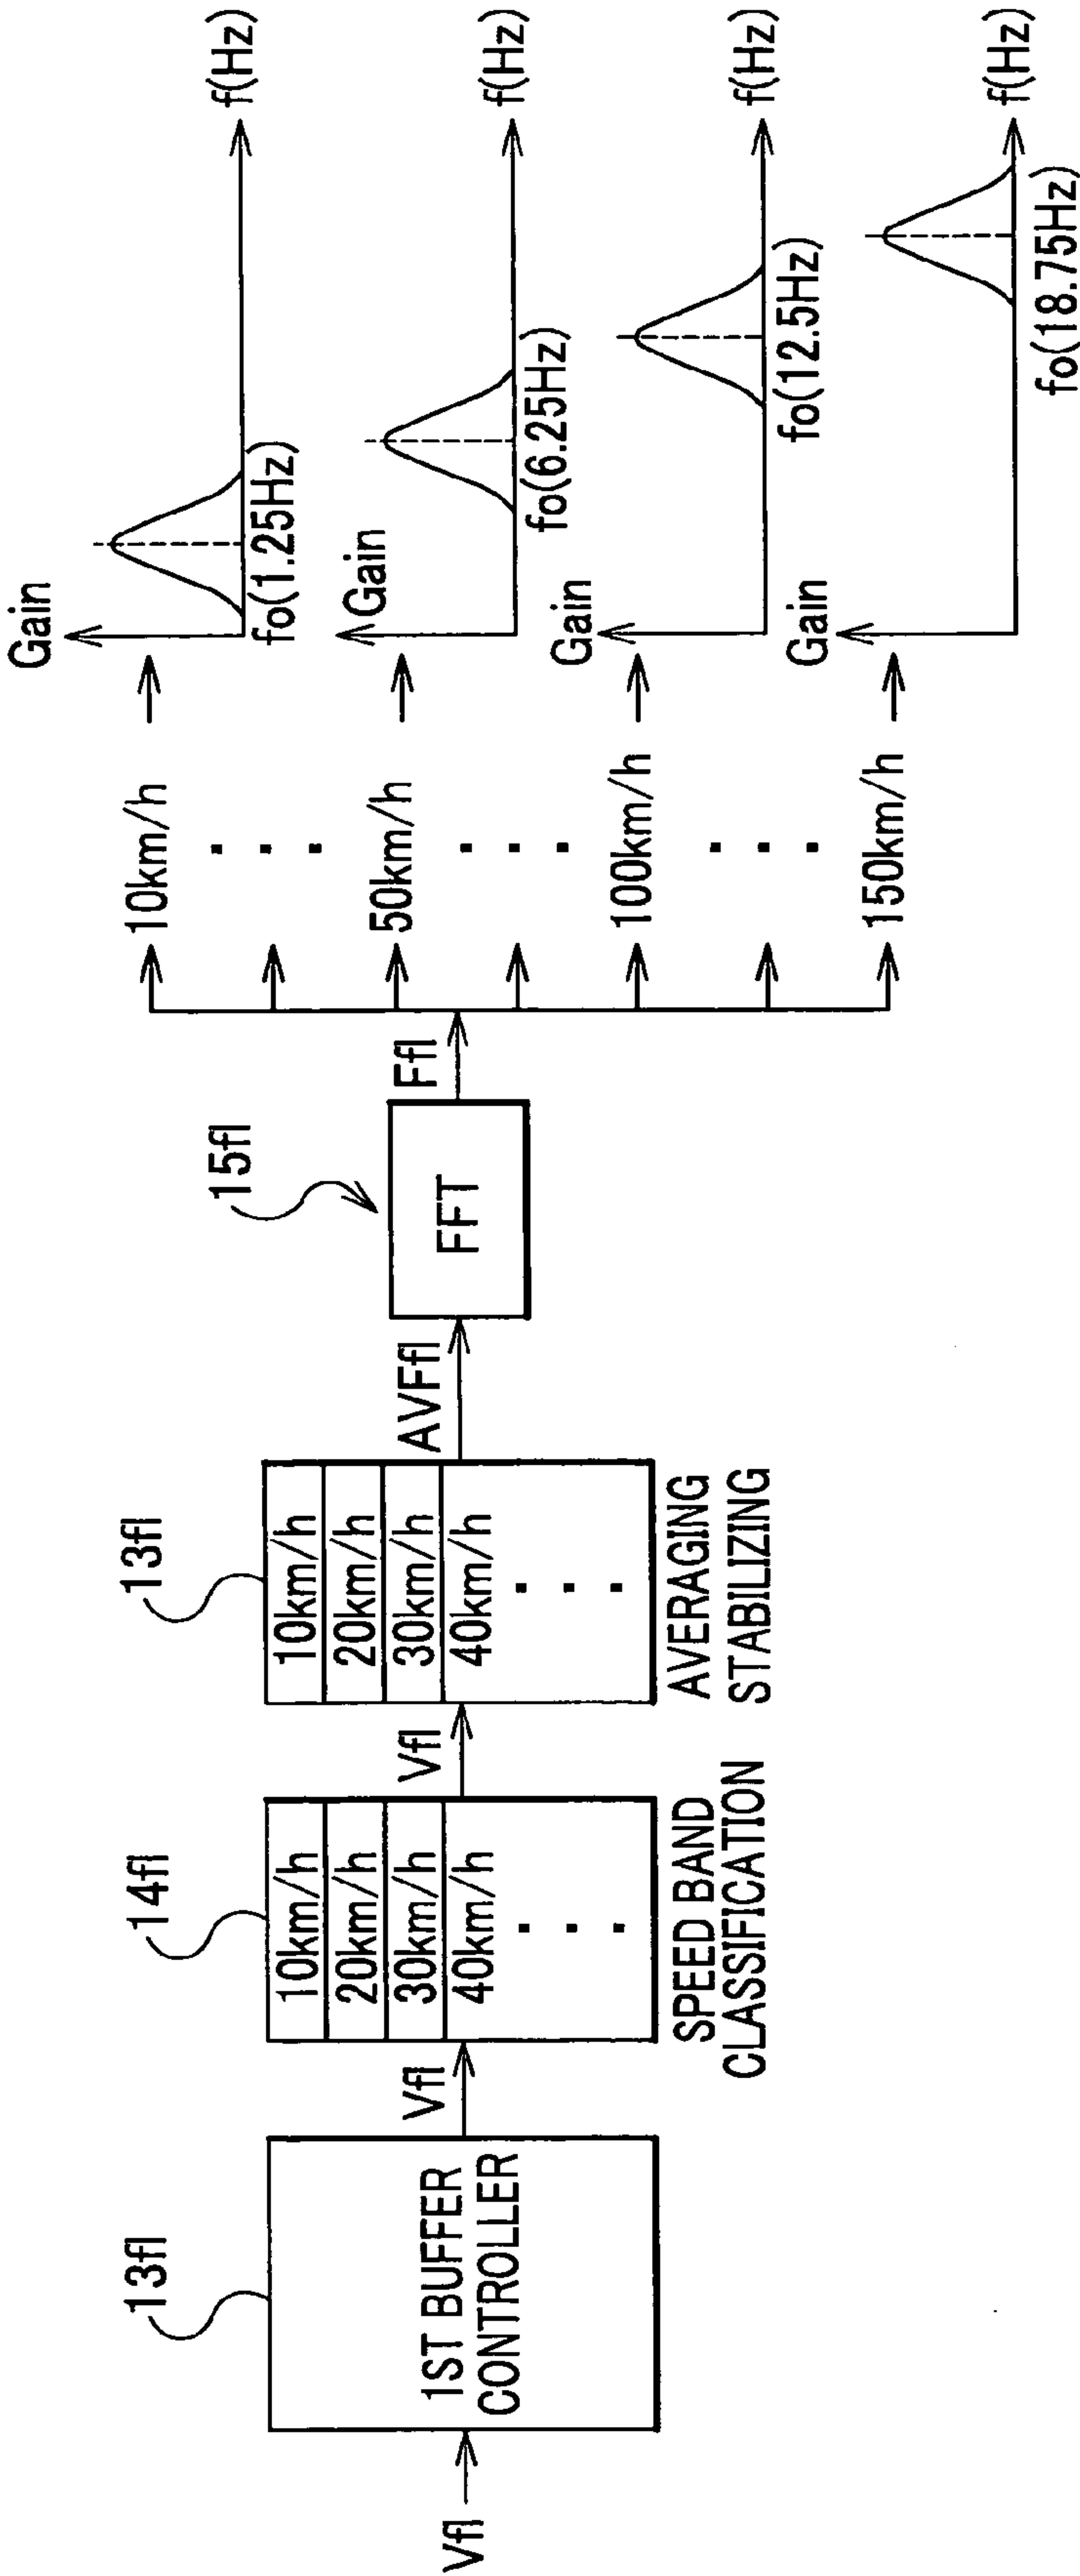 Vfl
13fl
1ST BUFFER
CONTROLLER
Vfl
14fl
10km/h
20km/h
30km/h
40km/h
SPEED BAND
CLASSIFICATION
Vfl
13fl
10km/h
20km/h
30km/h
40km/h
AVERAGING
STABILIZING
AVFfl
15fl
FFT
Ffl
10km/h
50km/h
100km/h
150km/h
Gain
fo(1.25Hz)
f(Hz)
Gain
fo(6.25Hz)
f(Hz)
Gain
fo(12.5Hz)
f(Hz)
Gain
fo(18.75Hz)
f(Hz)